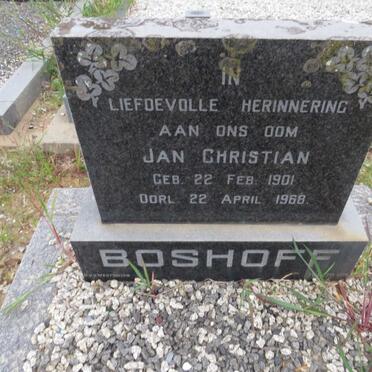 IN
LIEFDEVOLLE HERINNERING
AAN ONS OOM
JAN CHRISTIAN
GEB. 22 FEB. 1901
OORL. 22 APRIL 1968.
BOSHOFF